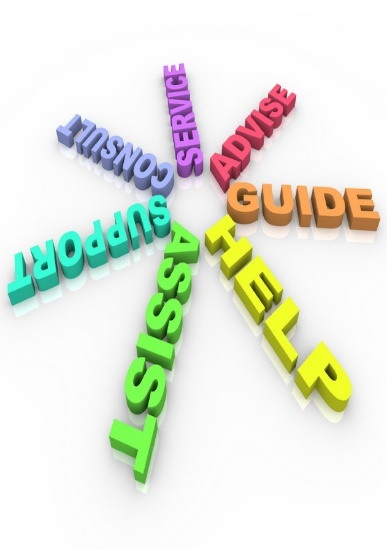 SERVICE
ADVISE
GUIDE
HELP
ASSIST
SUPPORT
CONSULT